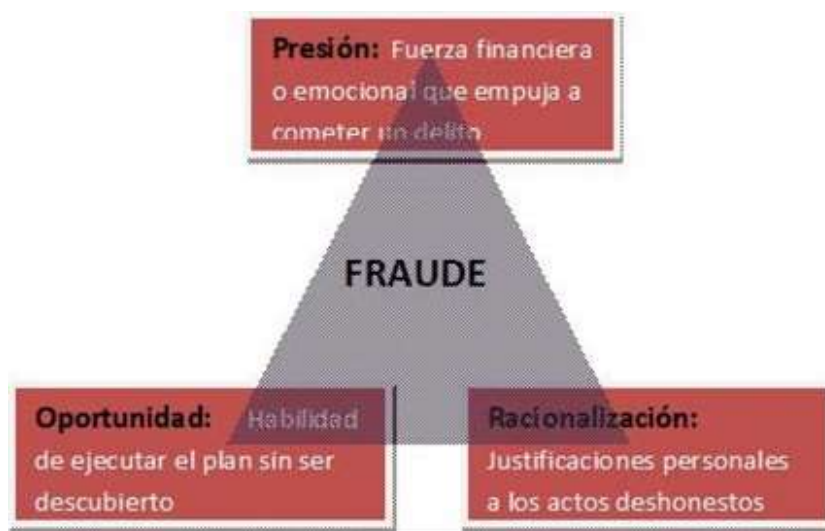 Presión: Fuerza financiera
o emocional que empuja a
cometer un delito
FRAUDE
Oportunidad: Habilidad
de ejecutar el plan sin ser
descubierto
Racionalización:
Justificaciones personales
a los actos deshonestos